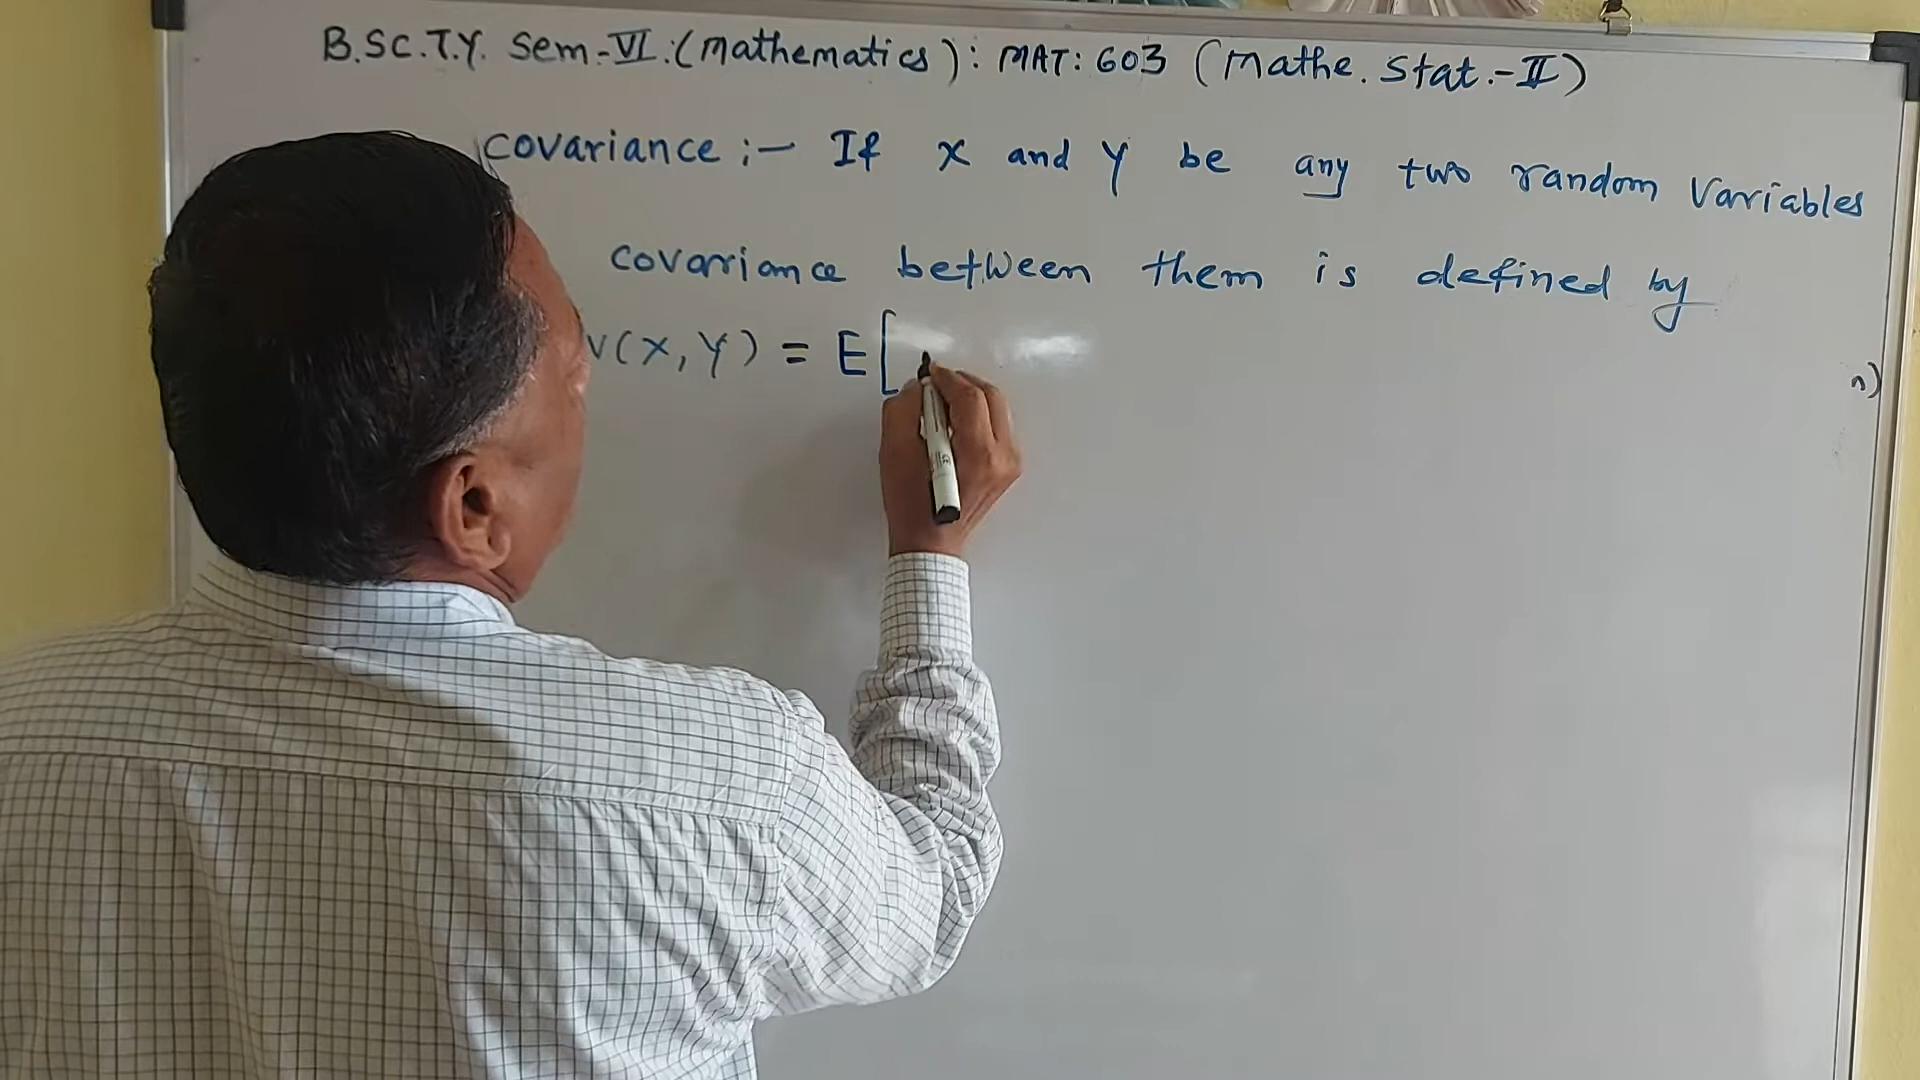 B.SC.T.Y. Sem.-VI.(Mathematics): MAT: 603 (Mathe. Stat.-II)
Covariance :- If X and Y be any two random Variables
covariance between them is defined by
v(X,Y) = E[
n)